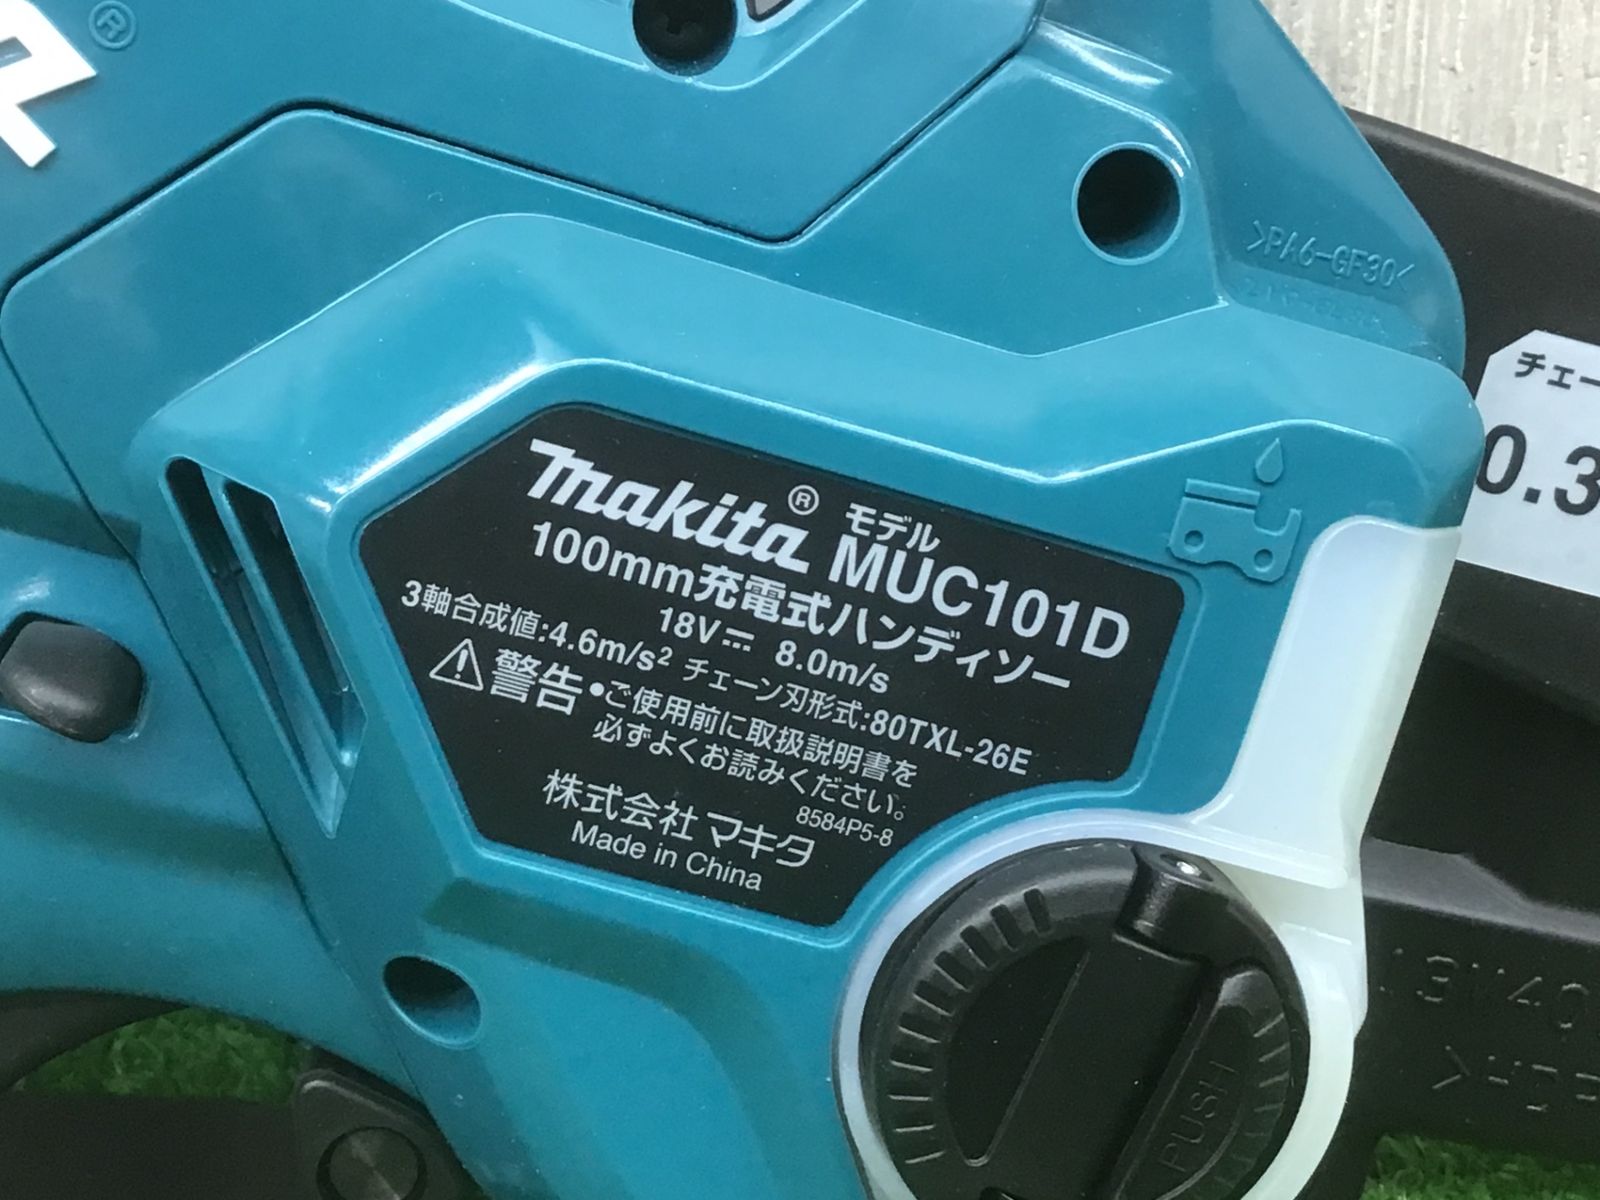 ®
>PA6-GF30<
チェー
0.3
makita®
モデル
MUC101D
100mm充電式ハンディソー
18V⎓ 8.0m/s
3軸合成値:4.6m/s² チェーン刃形式:80TXL-26E
⚠警告 •ご使用前に取扱説明書を
必ずよくお読みください。
8584P5-8
株式会社 マキタ
Made in China
PUSH